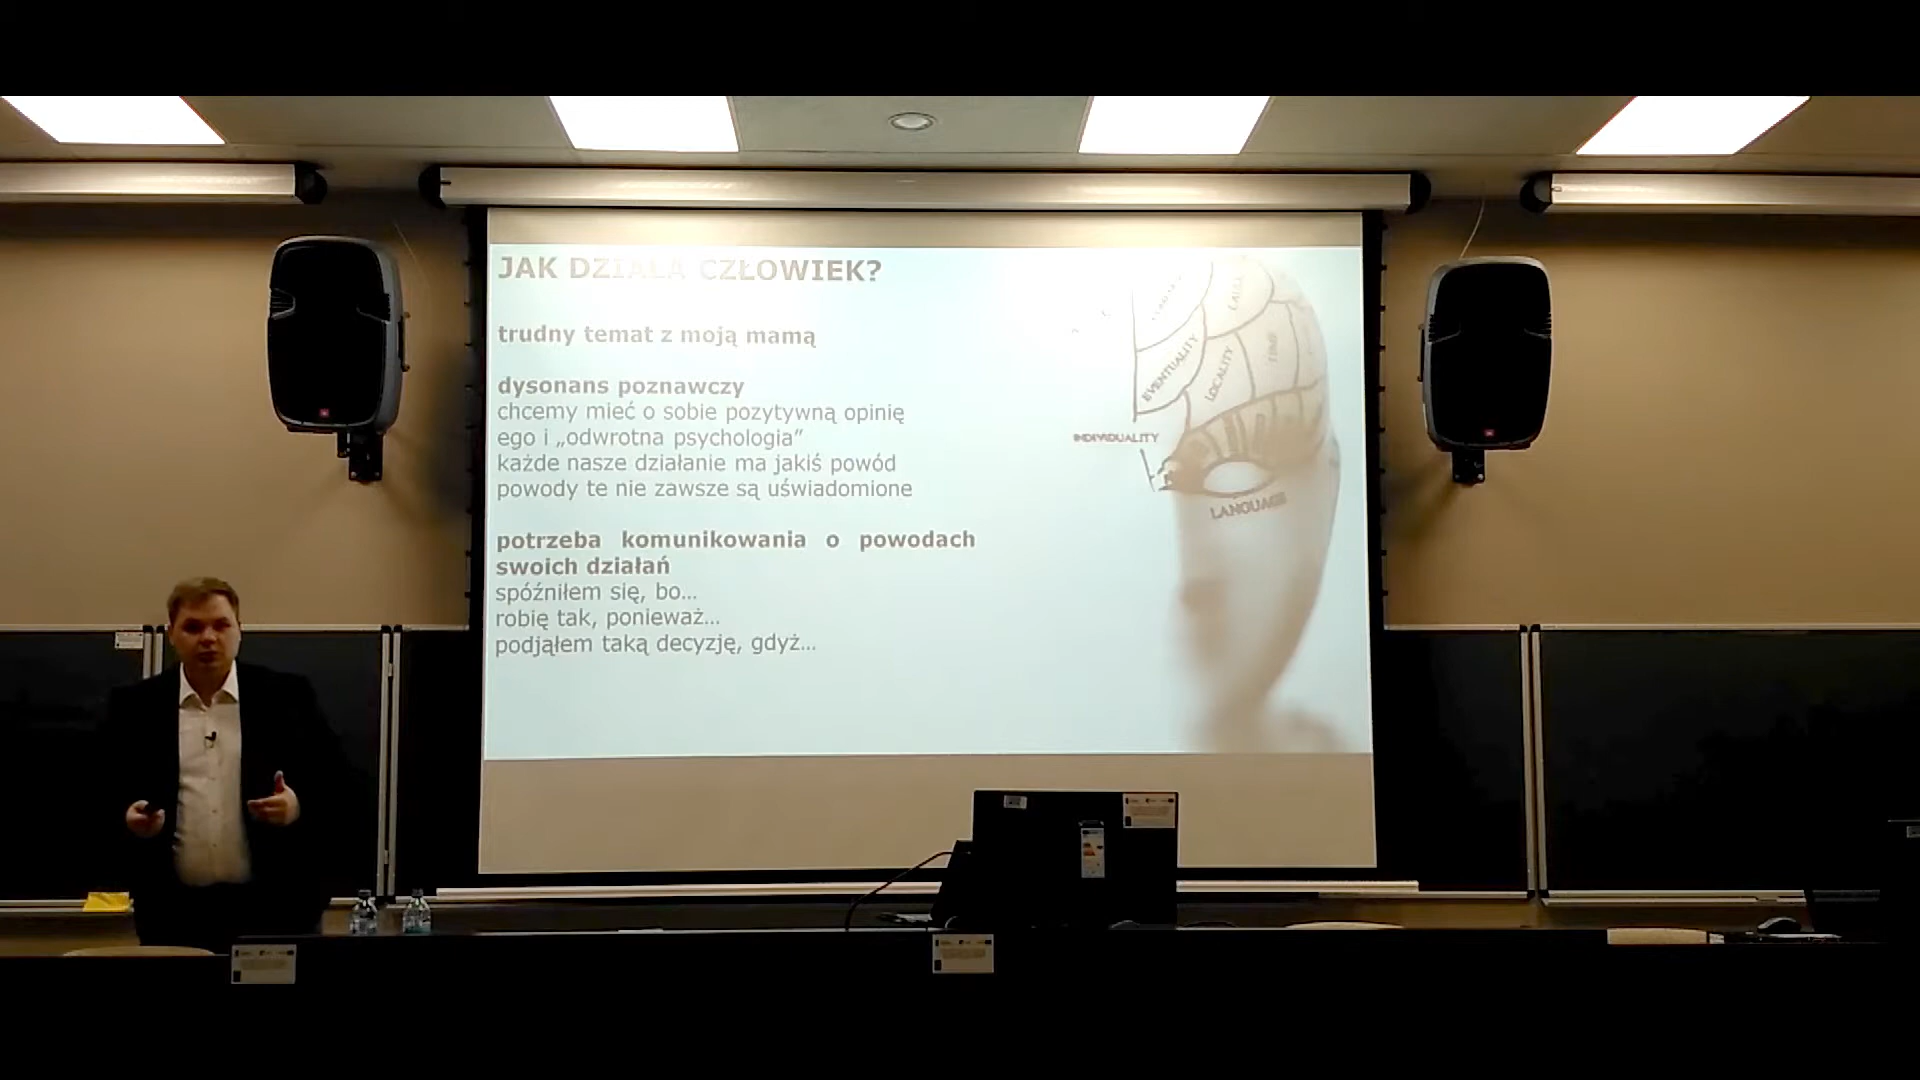 JAK DZIAŁA CZŁOWIEK?
trudny temat z moją mamą
dysonans poznawczy
chcemy mieć o sobie pozytywną opinię
ego i „odwrotna psychologia”
każde nasze działanie ma jakiś powód
powody te nie zawsze są uświadomione
potrzeba komunikowania o powodach
swoich działań
spóźniłem się, bo...
robię tak, ponieważ...
podjąłem taką decyzję, gdyż...
EVENTUALITY
LOCALITY
TIME
INDIVIDUALITY
LANGUAGE